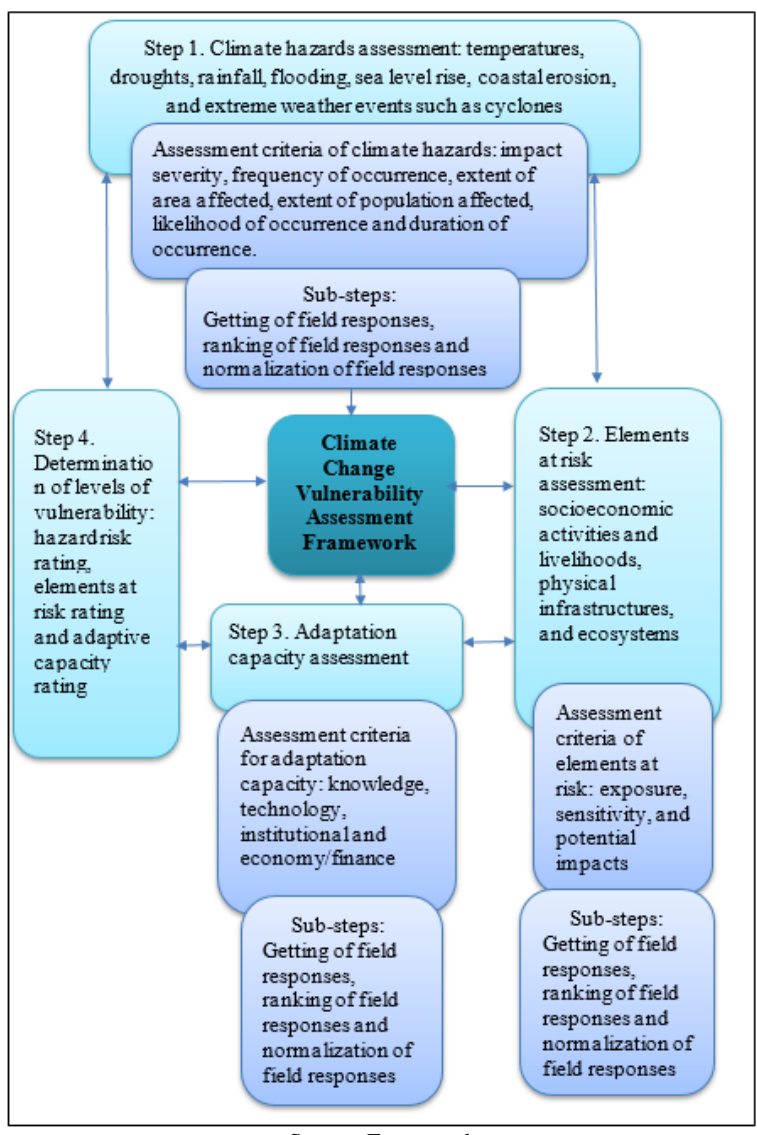 Step 1. Climate hazards assessment: temperatures,
droughts, rainfall, flooding, sea level rise, coastal erosion,
and extreme weather events such as cyclones
Assessment criteria of climate hazards: impact
severity, frequency of occurrence, extent of
area affected, extent of population affected,
likelihood of occurrence and duration of
occurrence.
Sub-steps:
Getting of field responses,
ranking of field responses and
normalization of field responses
Step 4.
Determinatio
n of levels of
vulnerability:
hazard risk
rating,
elements at
risk rating
and adaptive
capacity
rating
Climate
Change
Vulnerability
Assessment
Framework
Step 2. Elements
at risk
assessment:
socioeconomic
activities and
livelihoods,
physical
infrastructures,
and ecosystems
Step 3. Adaptation
capacity assessment
Assessment criteria
for adaptation
capacity: knowledge,
technology,
institutional and
economy/finance
Assessment
criteria of
elements at
risk: exposure,
sensitivity, and
potential
impacts
Sub-steps:
Getting of field
responses,
ranking of field
responses and
normalization of
field responses
Sub-steps:
Getting of field
responses,
ranking of field
responses and
normalization of
field responses